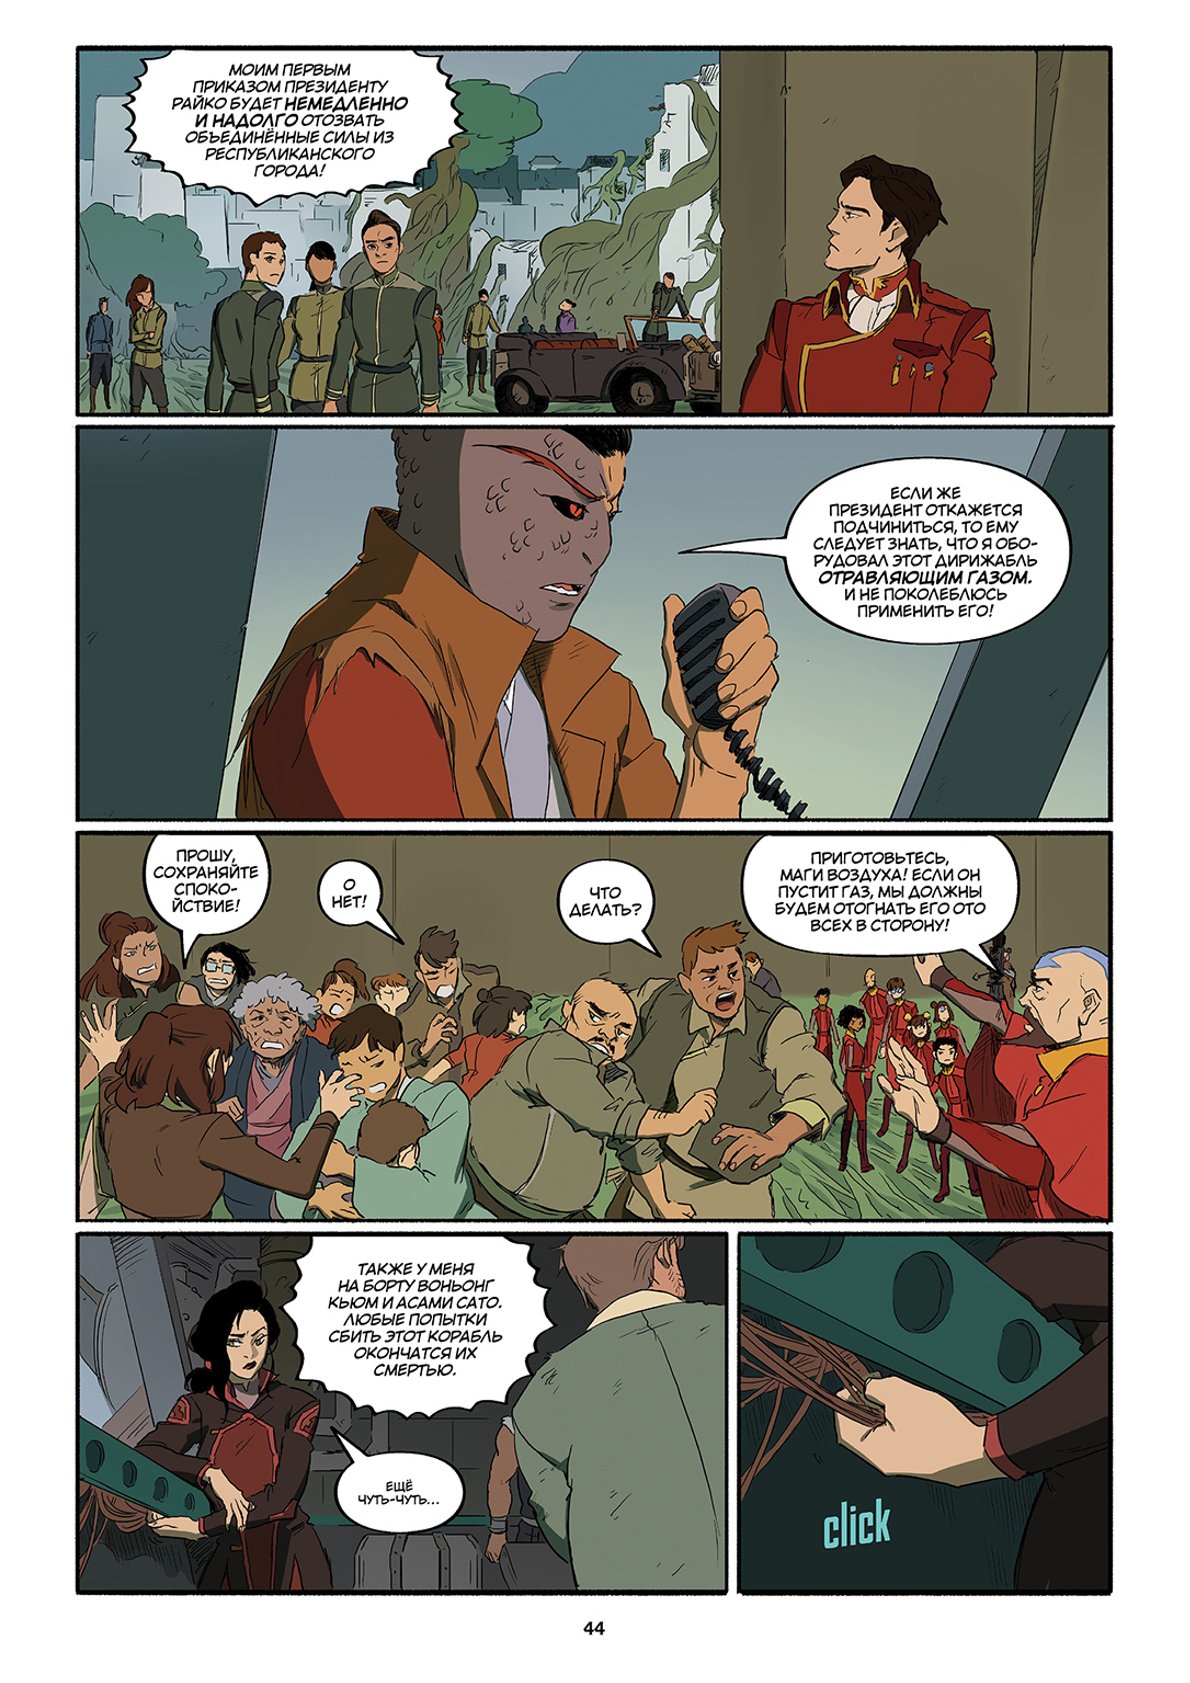 МОИМ ПЕРВЫМ
ПРИКАЗОМ ПРЕЗИДЕНТУ
РАЙКО БУДЕТ НЕМЕДЛЕННО
И НАДОЛГО ОТОЗВАТЬ
ОБЪЕДИНЁННЫЕ СИЛЫ ИЗ
РЕСПУБЛИКАНСКОГО
ГОРОДА!
ЕСЛИ ЖЕ
ПРЕЗИДЕНТ ОТКАЖЕТСЯ
ПОДЧИНИТЬСЯ, ТО ЕМУ
СЛЕДУЕТ ЗНАТЬ, ЧТО Я ОБО-
РУДОВАЛ ЭТОТ ДИРИЖАБЛЬ
ОТРАВЛЯЮЩИМ ГАЗОМ.
И НЕ ПОКОЛЕБЛЮСЬ
ПРИМЕНИТЬ ЕГО!
ПРОШУ,
СОХРАНЯЙТЕ
СПОКО-
ЙСТВИЕ!
О
НЕТ!
ЧТО
ДЕЛАТЬ?
ПРИГОТОВЬТЕСЬ,
МАГИ ВОЗДУХА! ЕСЛИ ОН
ПУСТИТ ГАЗ, МЫ ДОЛЖНЫ
БУДЕМ ОТОГНАТЬ ЕГО ОТО
ВСЕХ В СТОРОНУ!
ТАКЖЕ У МЕНЯ
НА БОРТУ ВОНЬОНГ
КЬЮМ И АСАМИ САТО.
ЛЮБЫЕ ПОПЫТКИ
СБИТЬ ЭТОТ КОРАБЛЬ
ОКОНЧАТСЯ ИХ
СМЕРТЬЮ.
ЕЩЁ
ЧУТЬ-ЧУТЬ...
click
44